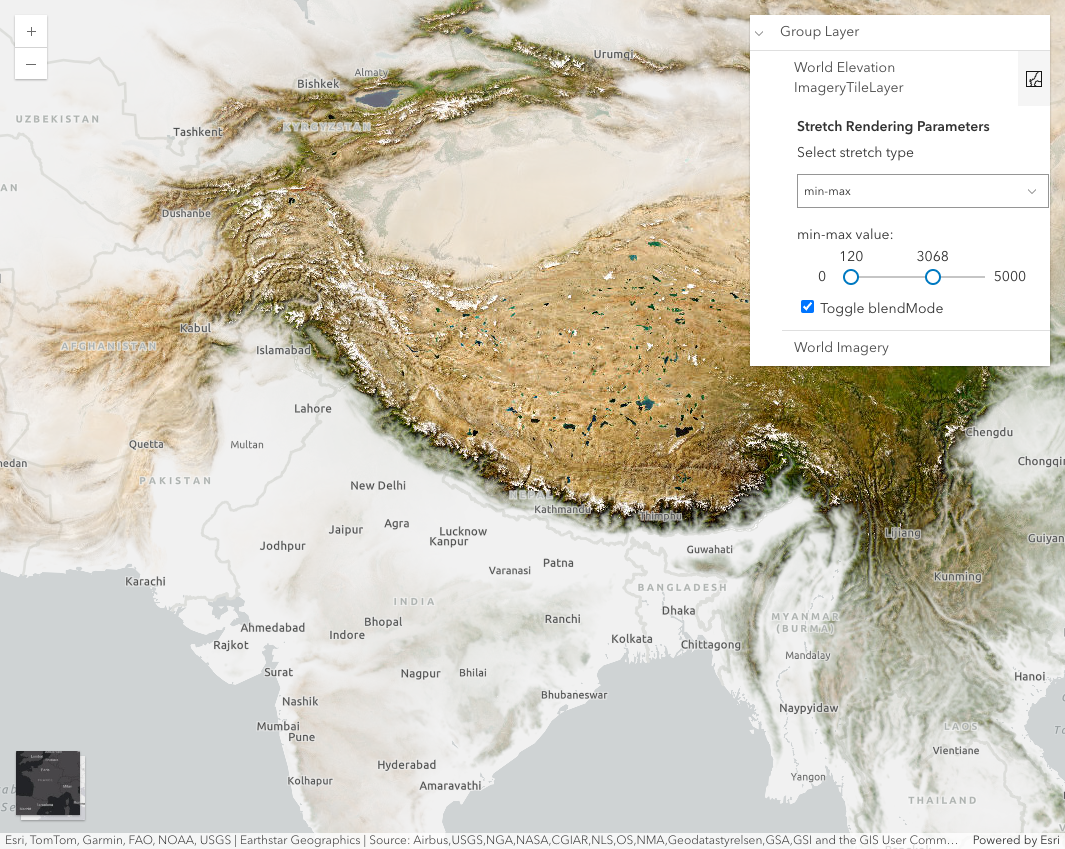 +
Group Layer
World Elevation
ImageryTileLayer
Stretch Rendering Parameters
Select stretch type
min-max
min-max value:
120 3068
0 5000
Toggle blendMode
World Imagery
−
Urumqi
Almaty
Bishkek
UZBEKISTAN
KYRGYZSTAN
Tashkent
AN
Dushanbe
Kabul
AFGHANISTAN
Islamabad
Lahore
Chengdu
Quetta
Multan
medan
Chongqin
PAKISTAN
New Delhi
NEPAL
Kathmandu
Thimphu
Jaipur
Agra
Lucknow
Kanpur
Lijiang
Guiyan
Jodhpur
Guwahati
Patna
Varanasi
Kunming
Karachi
BANGLADESH
INDIA
Dhaka
MYANMAR
(BURMA)
Ranchi
Bhopal
Ahmedabad
Indore
Kolkata
Chittagong
Rajkot
Mandalay
Surat
Nagpur
Bhilai
Hanoi
Bhubaneswar
Nashik
Naypyidaw
Mumbai
Pune
LAOS
Vientiane
Hyderabad
Yangon
Kolhapur
Amaravathi
THAILAND
Esri, TomTom, Garmin, FAO, NOAA, USGS | Earthstar Geographics | Source: Airbus,USGS,NGA,NASA,CGIAR,NLS,OS,NMA,Geodatastyrelsen,GSA,GSI and the GIS User Comm… Powered by Esri